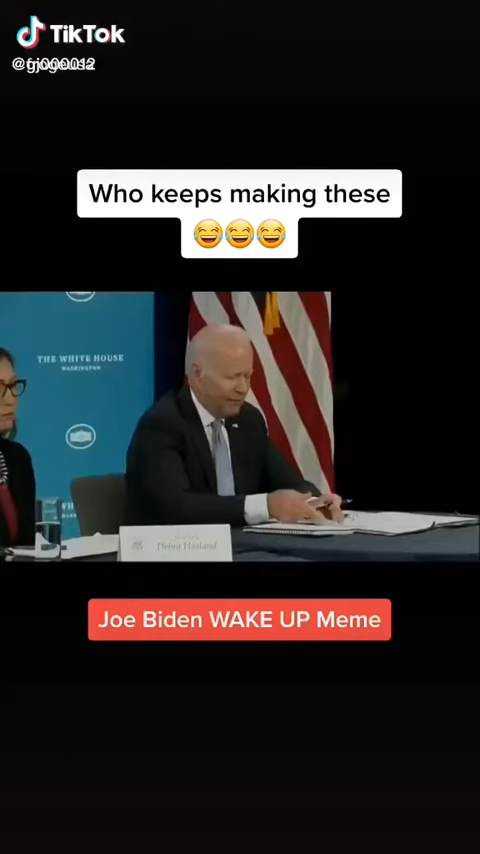 TikTok
Who keeps making these
😂😂😂
THE WHITE HOUSE
WASHINGTON
Joe Biden WAKE UP Meme